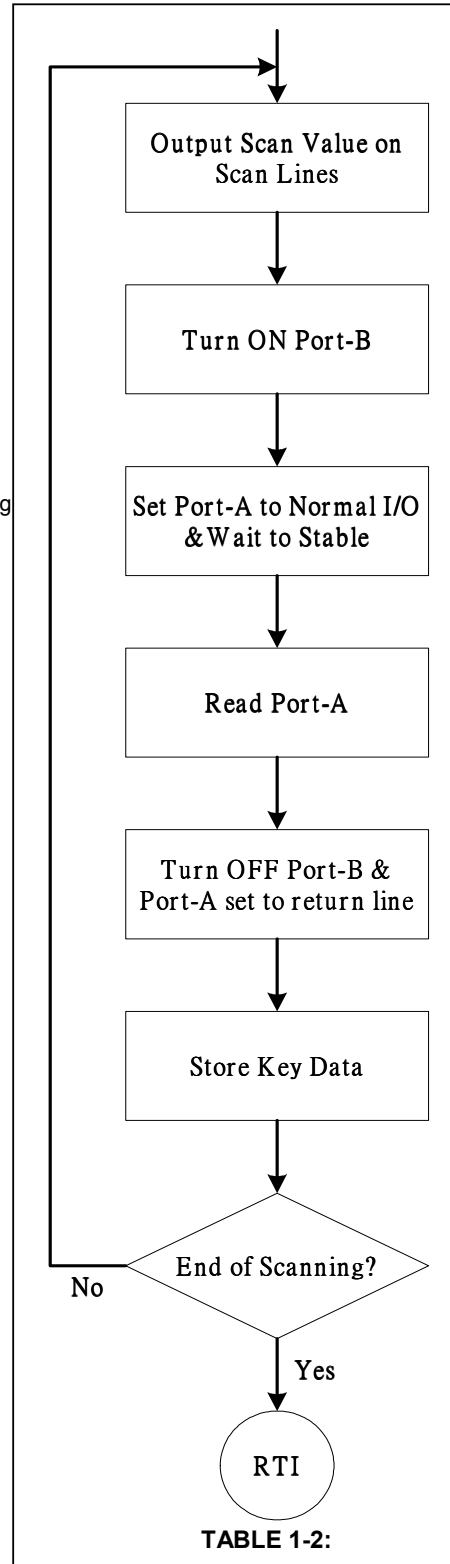 Output Scan Value on
Scan Lines
Turn ON Port-B
g
Set Port-A to Normal I/O
&Wait to Stable
Read Port-A
Turn OFF Port-B &
Port-A set to return line
Store Key Data
End of Scanning?
No
Yes
RTI
TABLE 1-2: